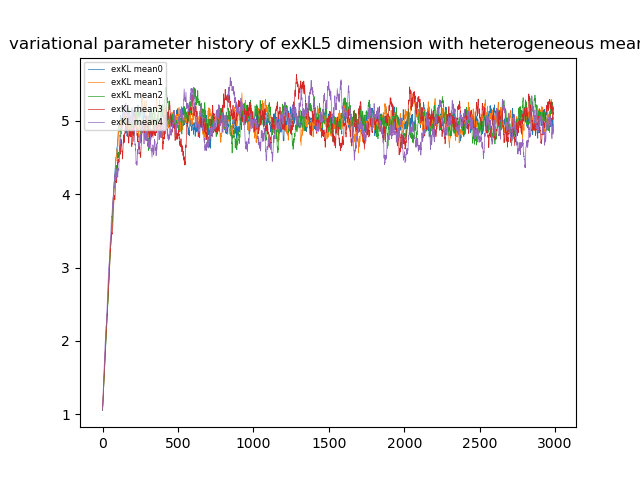 variational parameter history of exKL5 dimension with heterogeneous mea
exKL mean0
exKL mean1
exKL mean2
exKL mean3
exKL mean4
5
4
3
2
1
0 500 1000 1500 2000 2500 3000